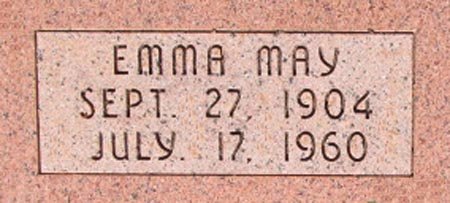 EMMA MAY
SEPT. 27, 1904
JULY. 17, 1960